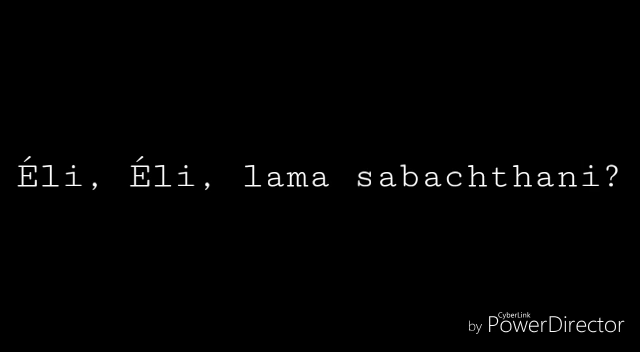 Éli, Éli, lama sabachthani?
CyberLink
by PowerDirector